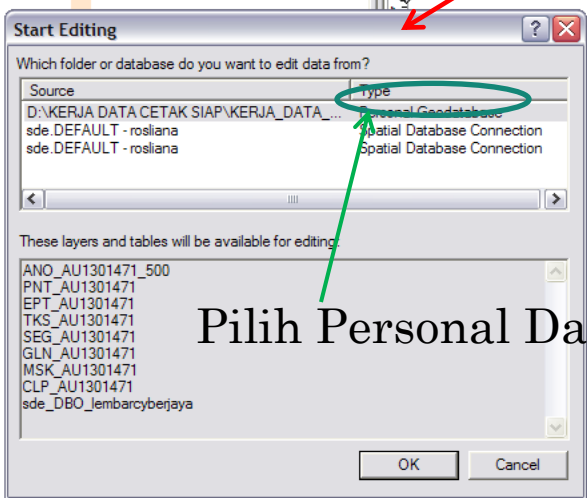 Start Editing
Which folder or database do you want to edit data from?
Source Type
D:\KERJA DATA CETAK SIAP\KERJA_DATA_... Personal Geodatabase
sde.DEFAULT - rosliana Spatial Database Connection
sde.DEFAULT - rosliana Spatial Database Connection
These layers and tables will be available for editing:
ANO_AU1301471_500
PNT_AU1301471
EPT_AU1301471
TKS_AU1301471
SEG_AU1301471
Pilih Personal Da
GLN_AU1301471
MSK_AU1301471
CLP_AU1301471
sde_DBO_lembarcyberjaya
OK Cancel